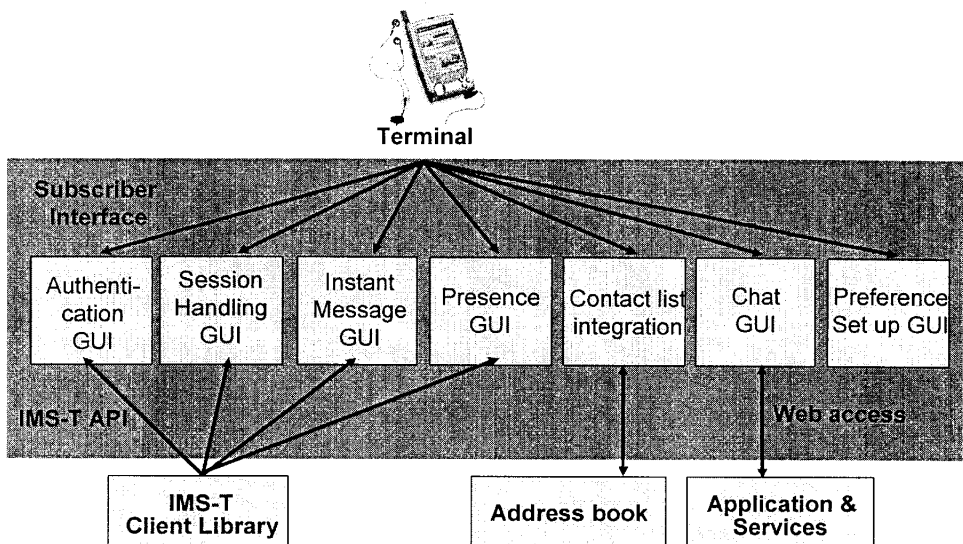 Terminal
Subscriber
Interface
Authenti-
cation
GUI
Session
Handling
GUI
Instant
Message
GUI
Presence
GUI
Contact list
integration
Chat
GUI
Preference
Set up GUI
IMS-T API
Web access
IMS-T
Client Library
Address book
Application &
Services